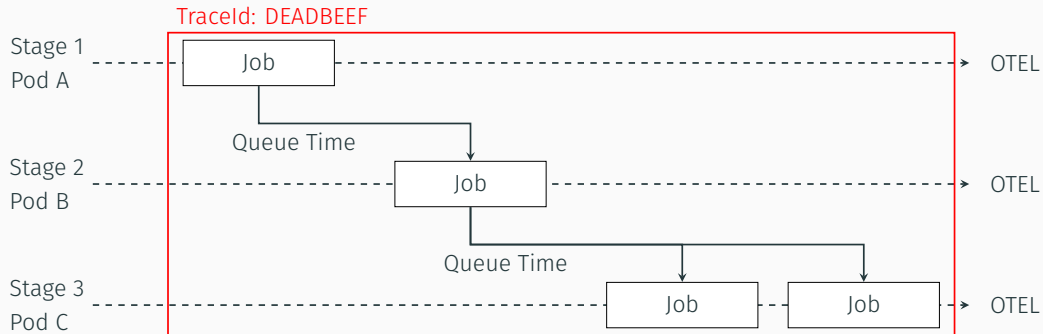 TraceId: DEADBEEF
Stage 1
Pod A
Job
OTEL
Queue Time
Stage 2
Pod B
Job
OTEL
Queue Time
Stage 3
Pod C
Job
Job
OTEL